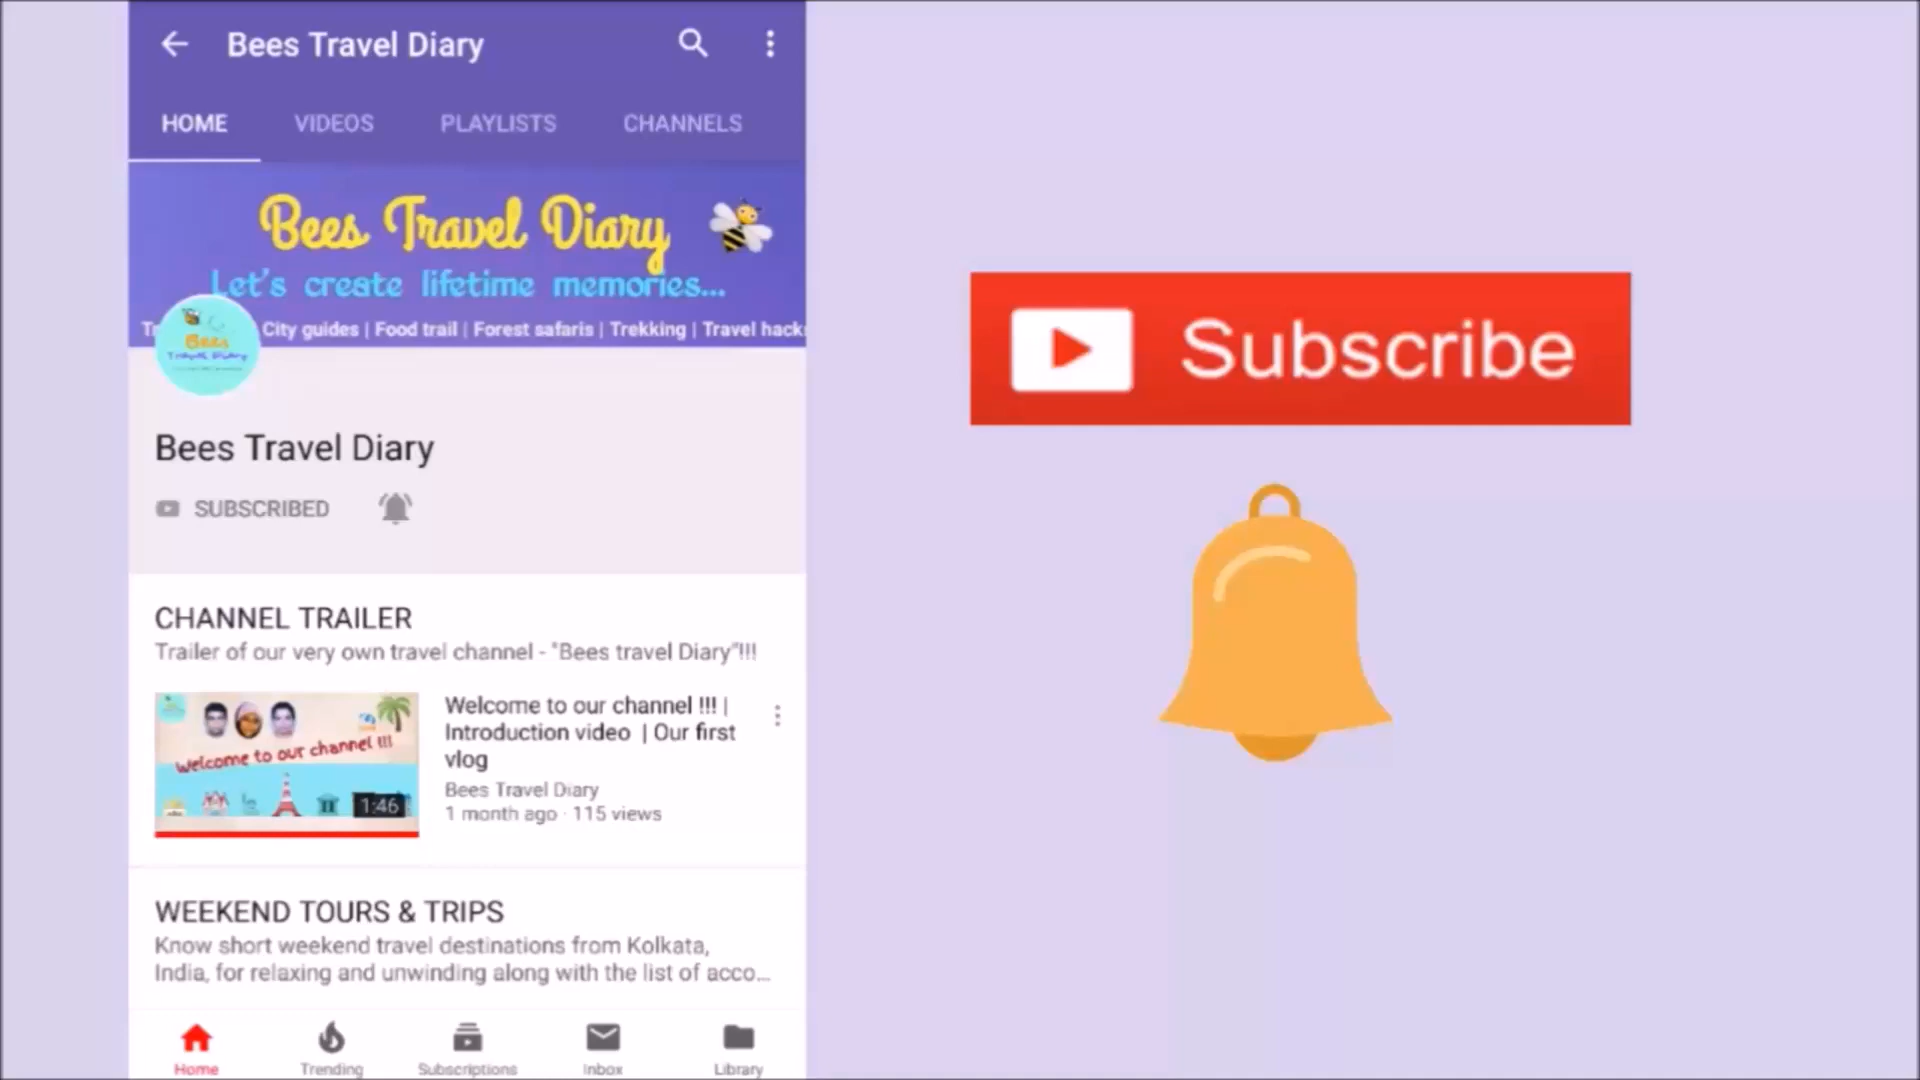 Bees Travel Diary
HOME VIDEOS PLAYLISTS CHANNELS
Bees Travel Diary
Let's create lifetime memories...
City guides | Food trail | Forest safaris | Trekking | Travel hack
Bees
Travel Diary
Bees Travel Diary
SUBSCRIBED
CHANNEL TRAILER
Trailer of our very own travel channel - "Bees travel Diary"!!!
Welcome to our channel !!!
1:46
Welcome to our channel !!! |
Introduction video | Our first
vlog
Bees Travel Diary
1 month ago · 115 views
WEEKEND TOURS & TRIPS
Know short weekend travel destinations from Kolkata,
India, for relaxing and unwinding along with the list of acco...
Home Trending Subscriptions Inbox Library
Subscribe